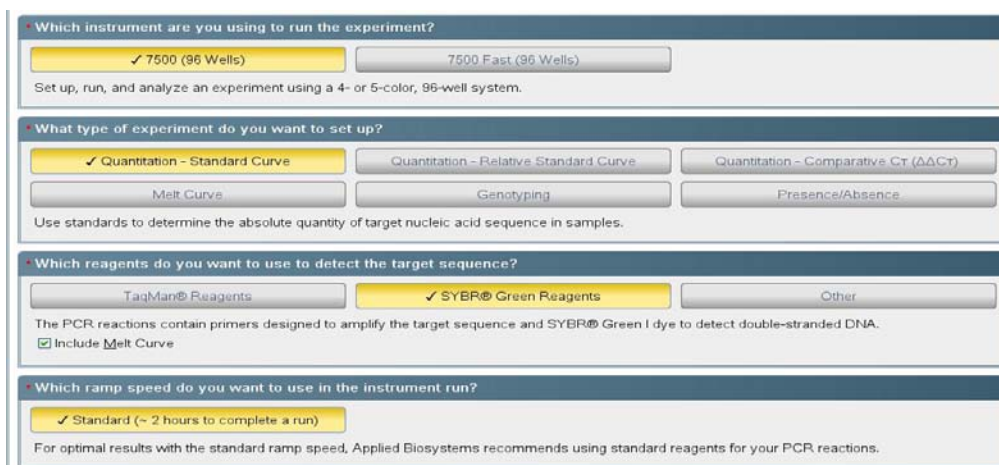 * Which instrument are you using to run the experiment?
✓ 7500 (96 Wells) 7500 Fast (96 Wells)
Set up, run, and analyze an experiment using a 4- or 5-color, 96-well system.
* What type of experiment do you want to set up?
✓ Quantitation - Standard Curve Quantitation - Relative Standard Curve Quantitation - Comparative CT (ΔΔCT)
Melt Curve Genotyping Presence/Absence
Use standards to determine the absolute quantity of target nucleic acid sequence in samples.
* Which reagents do you want to use to detect the target sequence?
TaqMan® Reagents ✓ SYBR® Green Reagents Other
The PCR reactions contain primers designed to amplify the target sequence and SYBR® Green I dye to detect double-stranded DNA.
☑ Include Melt Curve
* Which ramp speed do you want to use in the instrument run?
✓ Standard (~ 2 hours to complete a run)
For optimal results with the standard ramp speed, Applied Biosystems recommends using standard reagents for your PCR reactions.